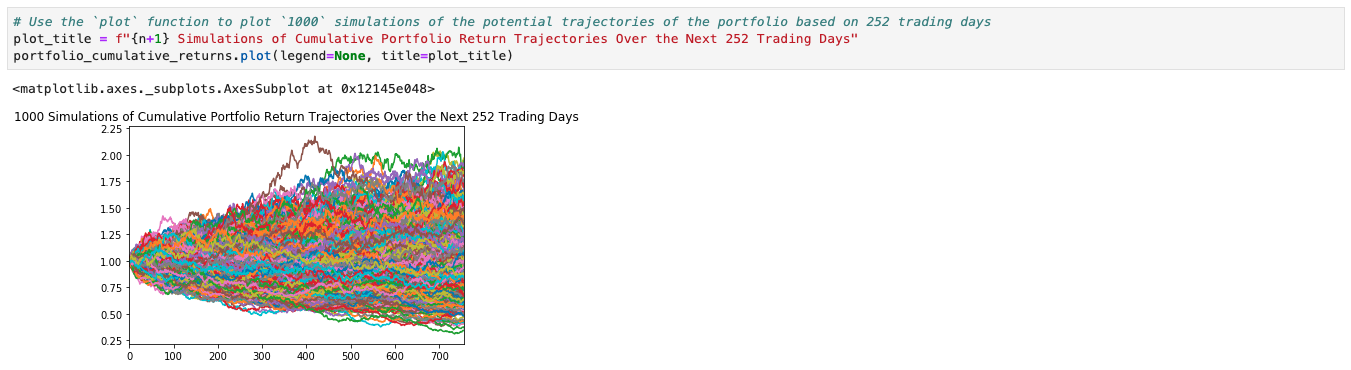 # Use the `plot` function to plot `1000` simulations of the potential trajectories of the portfolio based on 252 trading days
plot_title = f"{n+1} Simulations of Cumulative Portfolio Return Trajectories Over the Next 252 Trading Days"
portfolio_cumulative_returns.plot(legend=None, title=plot_title)
<matplotlib.axes._subplots.AxesSubplot at 0x12145e048>
1000 Simulations of Cumulative Portfolio Return Trajectories Over the Next 252 Trading Days
2.25
2.00
1.75
1.50
1.25
1.00
0.75
0.50
0.25
0 100 200 300 400 500 600 700